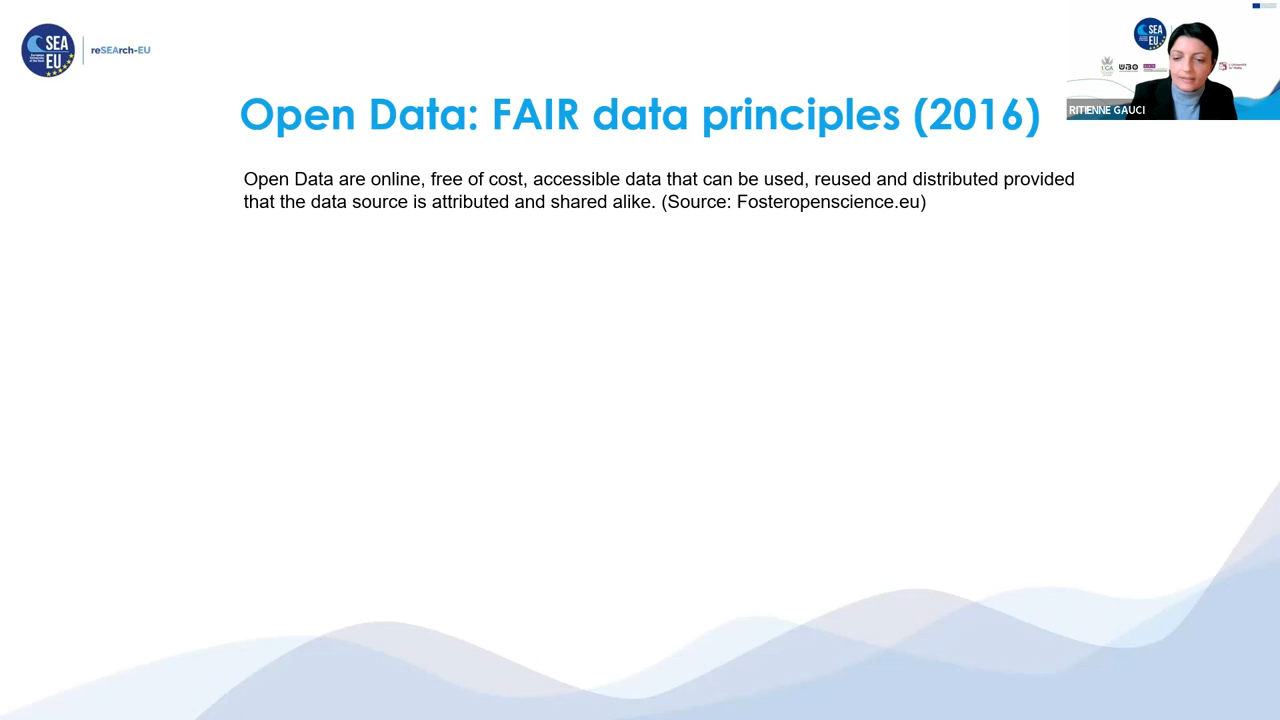 SEA
EU
reSEArch-EU
SEA
EU
UBO
RITIENNE GAUCI
Open Data: FAIR data principles (2016)
Open Data are online, free of cost, accessible data that can be used, reused and distributed provided
that the data source is attributed and shared alike. (Source: Fosteropenscience.eu)